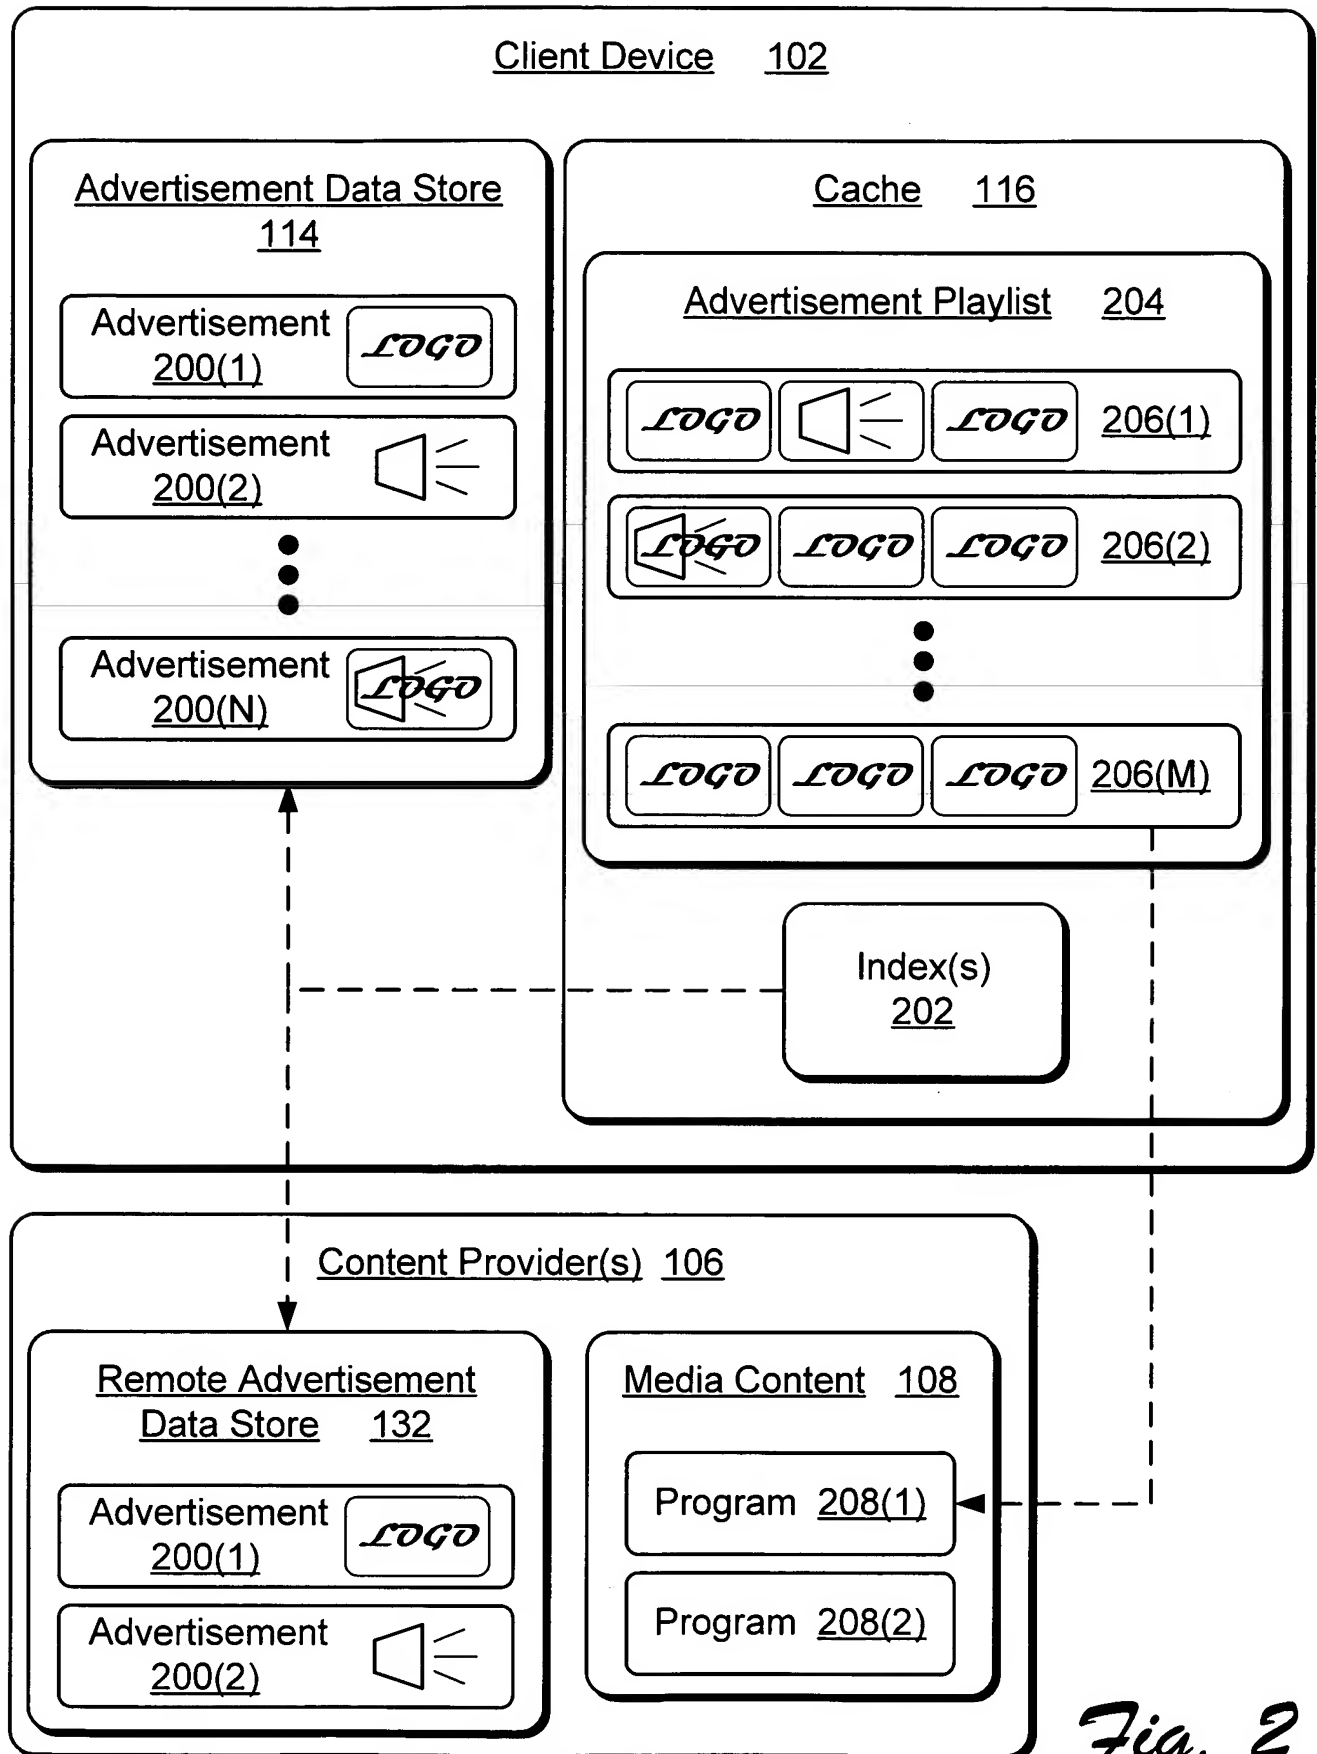 Client Device 102
Advertisement Data Store
114
Advertisement
200(1)
LOGO
Advertisement
200(2)
Advertisement
200(N)
LOGO
Cache 116
Advertisement Playlist 204
LOGO LOGO 206(1)
LOGO LOGO LOGO 206(2)
LOGO LOGO LOGO 206(M)
Index(s)
202
Content Provider(s) 106
Remote Advertisement
Data Store 132
Advertisement
200(1)
LOGO
Advertisement
200(2)
Media Content 108
Program 208(1)
Program 208(2)
Fig. 2